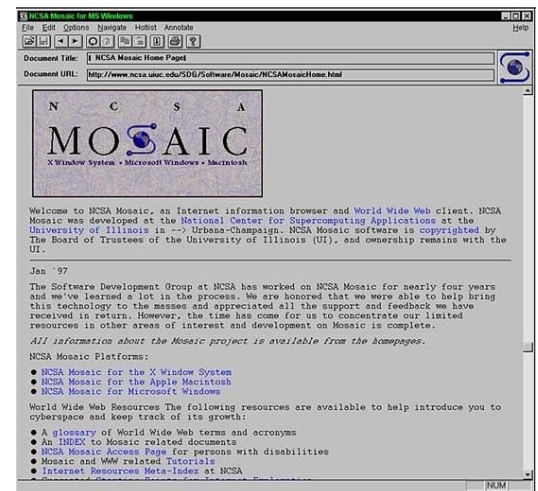 NCSA Mosaic for MS Windows
File Edit Options Navigate Hotlist Annotate Help
Document Title: NCSA Mosaic Home Page
Document URL: http://www.ncsa.uiuc.edu/SDG/Software/Mosaic/NCSAMosaicHome.html
N C S A
MOSAIC
X Window System • Microsoft Windows • Macintosh
Welcome to NCSA Mosaic, an Internet information browser and World Wide Web client. NCSA
Mosaic was developed at the National Center for Supercomputing Applications at the
University of Illinois in --> Urbana-Champaign. NCSA Mosaic software is copyrighted by
The Board of Trustees of the University of Illinois (UI), and ownership remains with the
UI.
Jan `97
The Software Development Group at NCSA has worked on NCSA Mosaic for nearly four years
and we've learned a lot in the process. We are honored that we were able to help bring
this technology to the masses and appreciated all the support and feedback we have
received in return. However, the time has come for us to concentrate our limited
resources in other areas of interest and development on Mosaic is complete.
All information about the Mosaic project is available from the homepages.
NCSA Mosaic Platforms:
● NCSA Mosaic for the X Window System
● NCSA Mosaic for the Apple Macintosh
● NCSA Mosaic for Microsoft Windows
World Wide Web Resources The following resources are available to help introduce you to
cyberspace and keep track of its growth:
● A glossary of World Wide Web terms and acronyms
● An INDEX to Mosaic related documents
● NCSA Mosaic Access Page for persons with disabilities
● Mosaic and WWW related Tutorials
● Internet Resources Meta-Index at NCSA
NUM